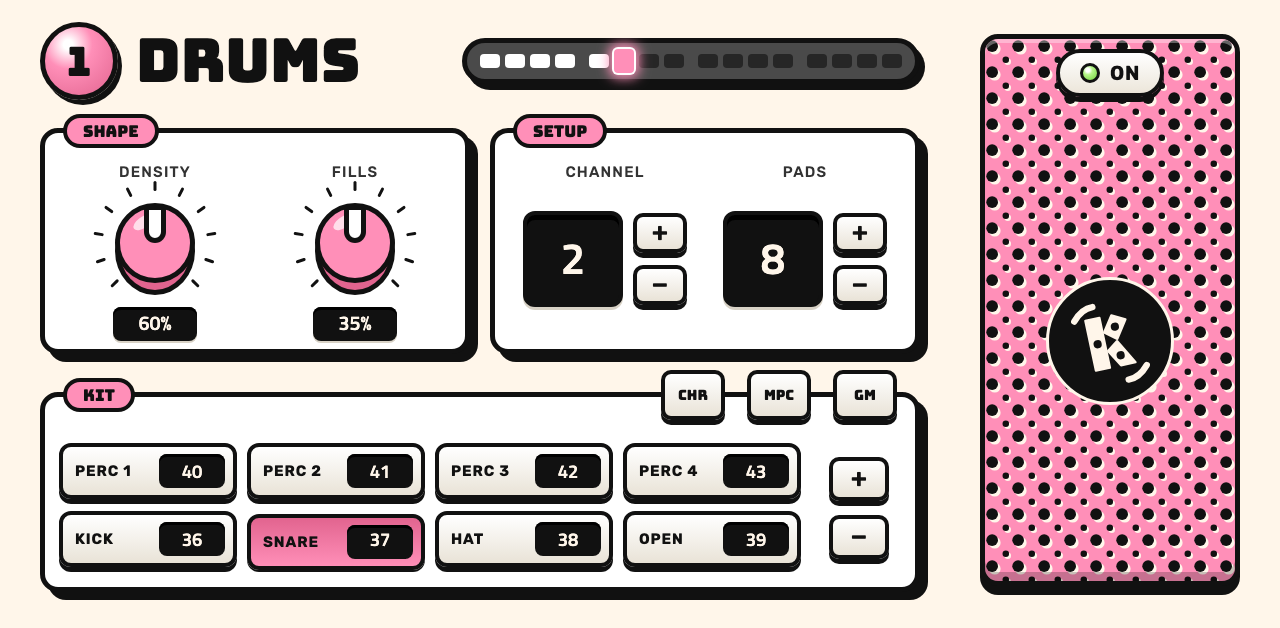 1 DRUMS
ON
SHAPE
DENSITY FILLS
60% 35%
SETUP
CHANNEL PADS
2 + − 8 + −
KIT CHR MPC GM
PERC 1 40 PERC 2 41 PERC 3 42 PERC 4 43 +
KICK 36 SNARE 37 HAT 38 OPEN 39 −
K